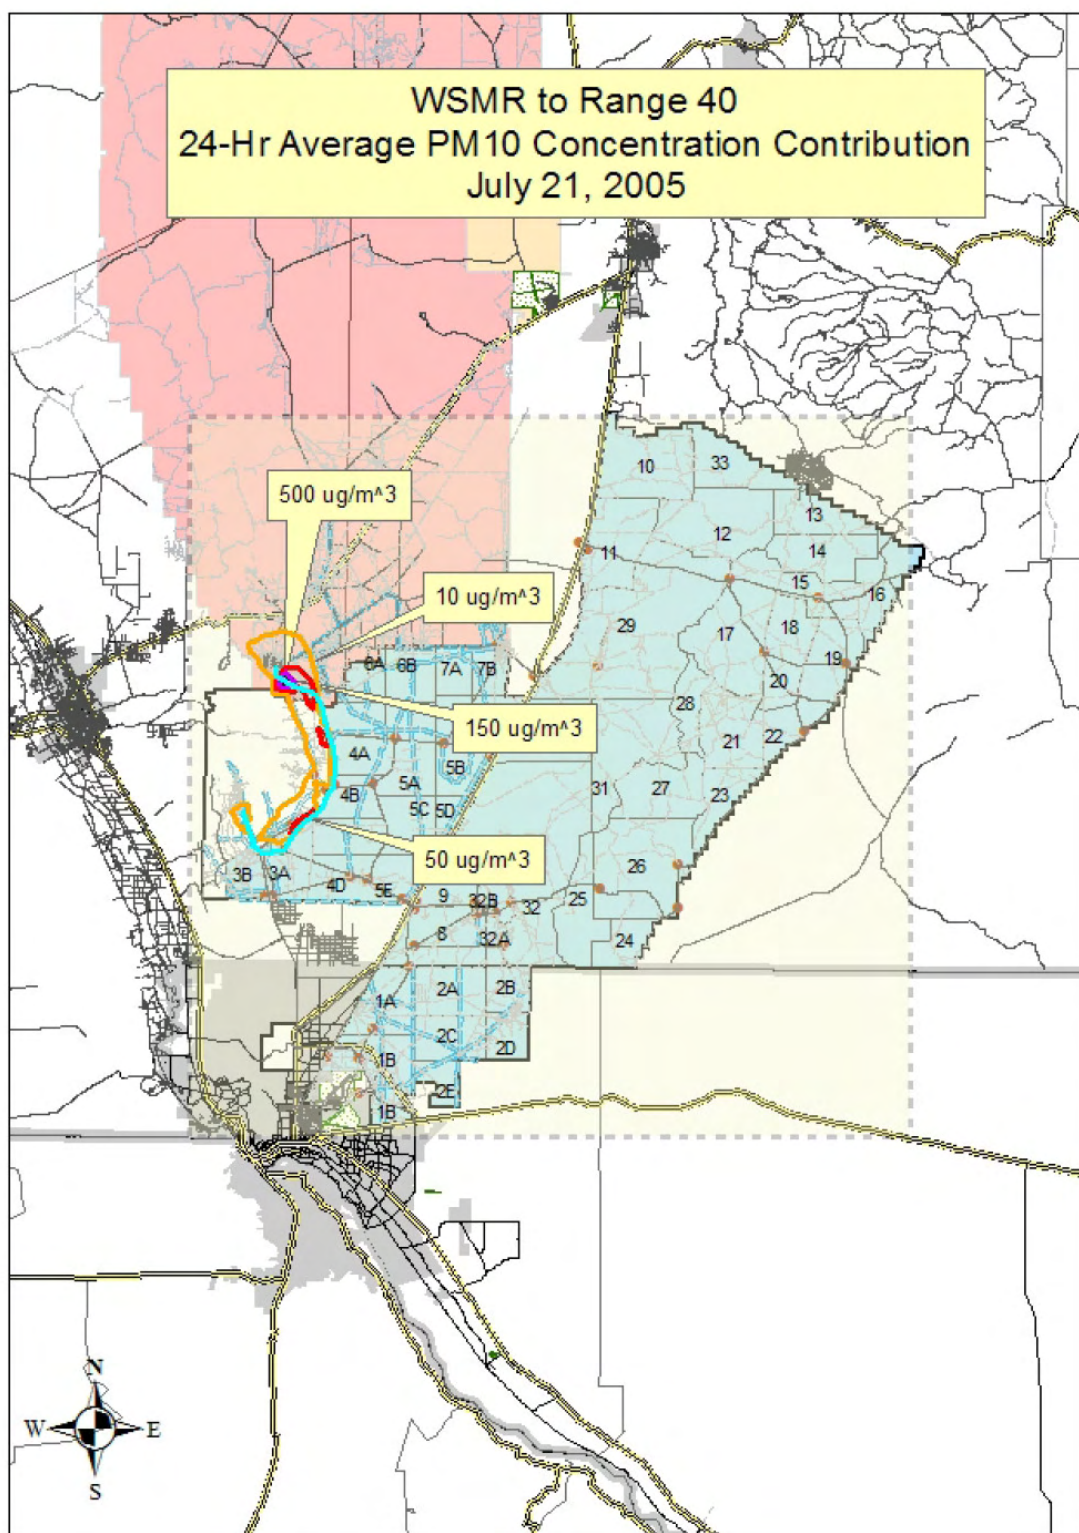 WSMR to Range 40
24-Hr Average PM10 Concentration Contribution
July 21, 2005
10
33
500 ug/m^3
13
12
11
14
15
10 ug/m^3
16
17
18
29
6A
6B
7A
7B
19
20
28
150 ug/m^3
4A
21
22
5B
5A
4B
31
27
23
5C
5D
50 ug/m^3
26
3B
3A
4D
5E
9
32B
32
25
8
32A
24
1A
2A
2B
2C
2D
1B
2E
1B
N
W
E
S